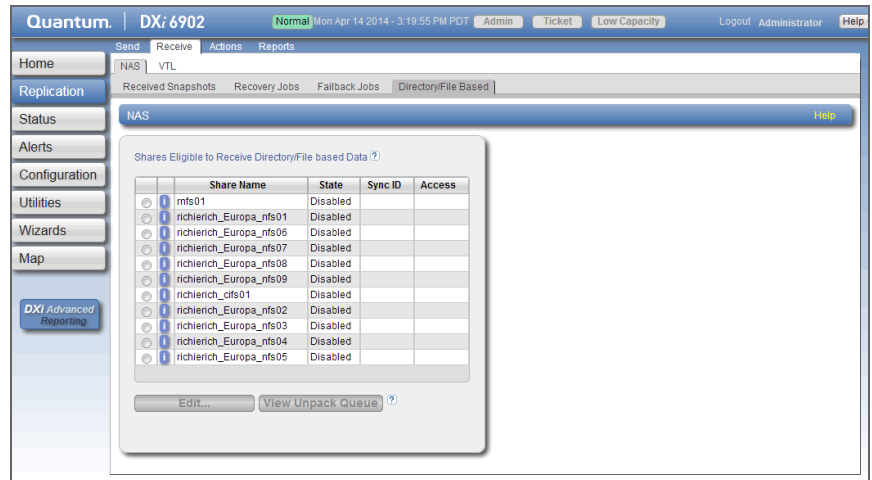 Quantum. DXi6902 Normal Mon Apr 14 2014 - 3:19:55 PM PDT Admin Ticket Low Capacity Logout Administrator Help
Send Receive Actions Reports
Home
NAS VTL
Replication
Received Snapshots Recovery Jobs Failback Jobs Directory/File Based
Status
NAS Help
Alerts
Configuration
Utilities
Wizards
Map
DXi Advanced
Reporting
Shares Eligible to Receive Directory/File based Data ?
Share Name State Sync ID Access
i rnfs01 Disabled
i richierich_Europa_nfs01 Disabled
i richierich_Europa_nfs06 Disabled
i richierich_Europa_nfs07 Disabled
i richierich_Europa_nfs08 Disabled
i richierich_Europa_nfs09 Disabled
i richierich_cifs01 Disabled
i richierich_Europa_nfs02 Disabled
i richierich_Europa_nfs03 Disabled
i richierich_Europa_nfs04 Disabled
i richierich_Europa_nfs05 Disabled
Edit... View Unpack Queue ?